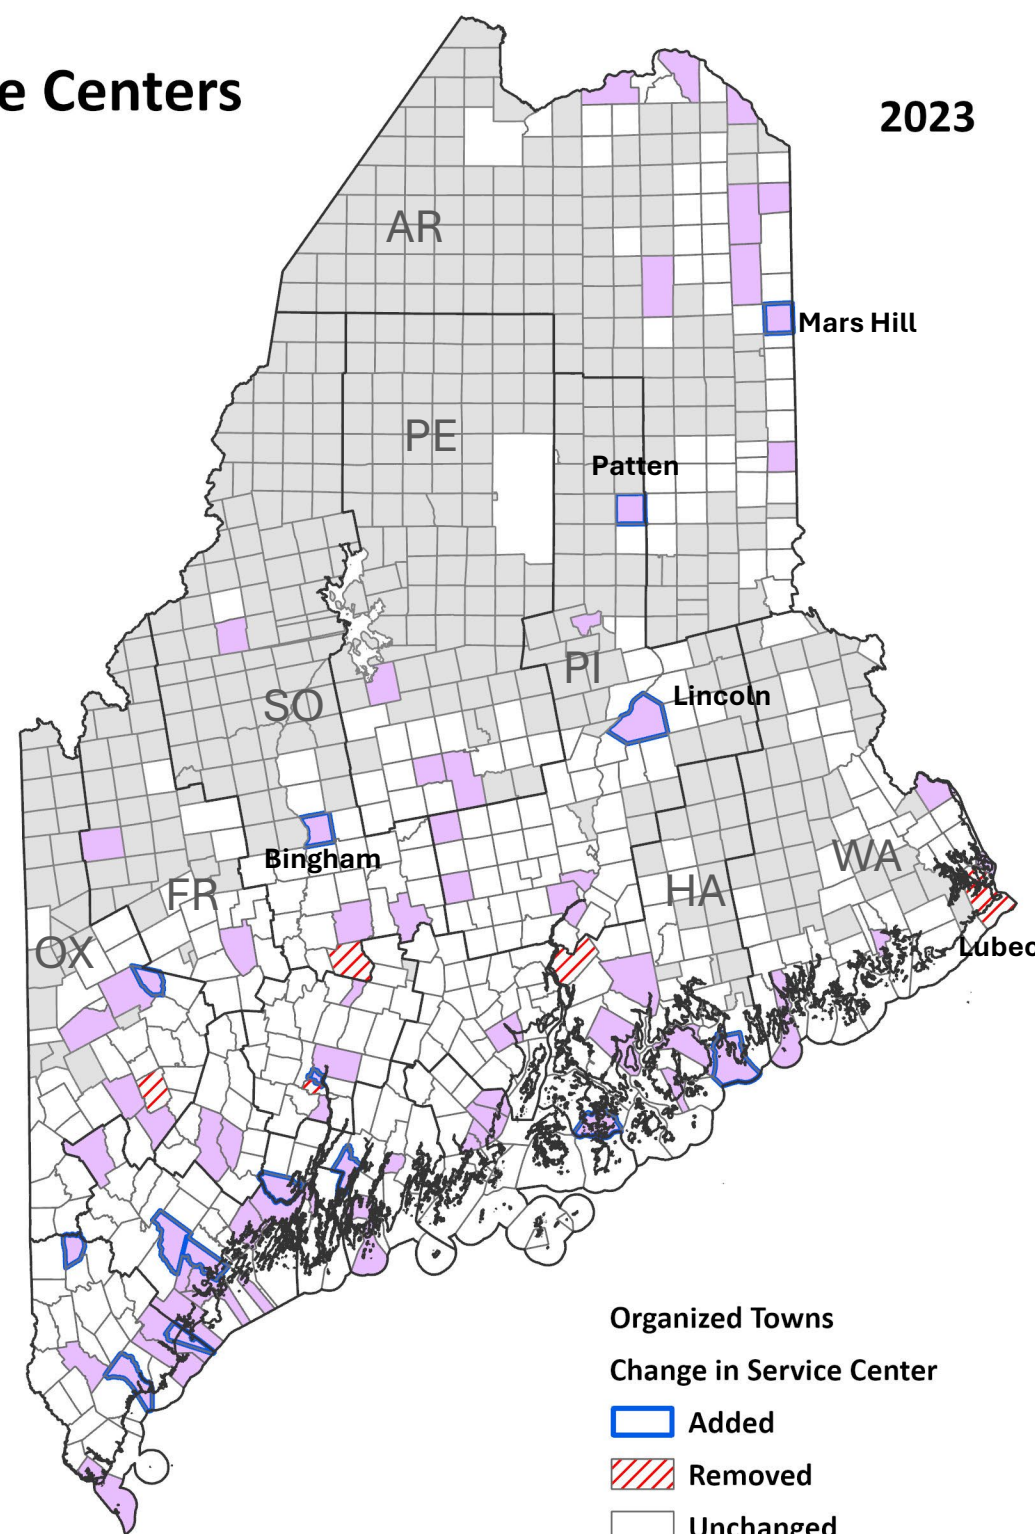 e Centers
2023
AR
Mars Hill
PE
Patten
PI
Lincoln
SO
Bingham
WA
FR
HA
OX
Lubec
Organized Towns
Change in Service Center
Added
Removed
Unchanged